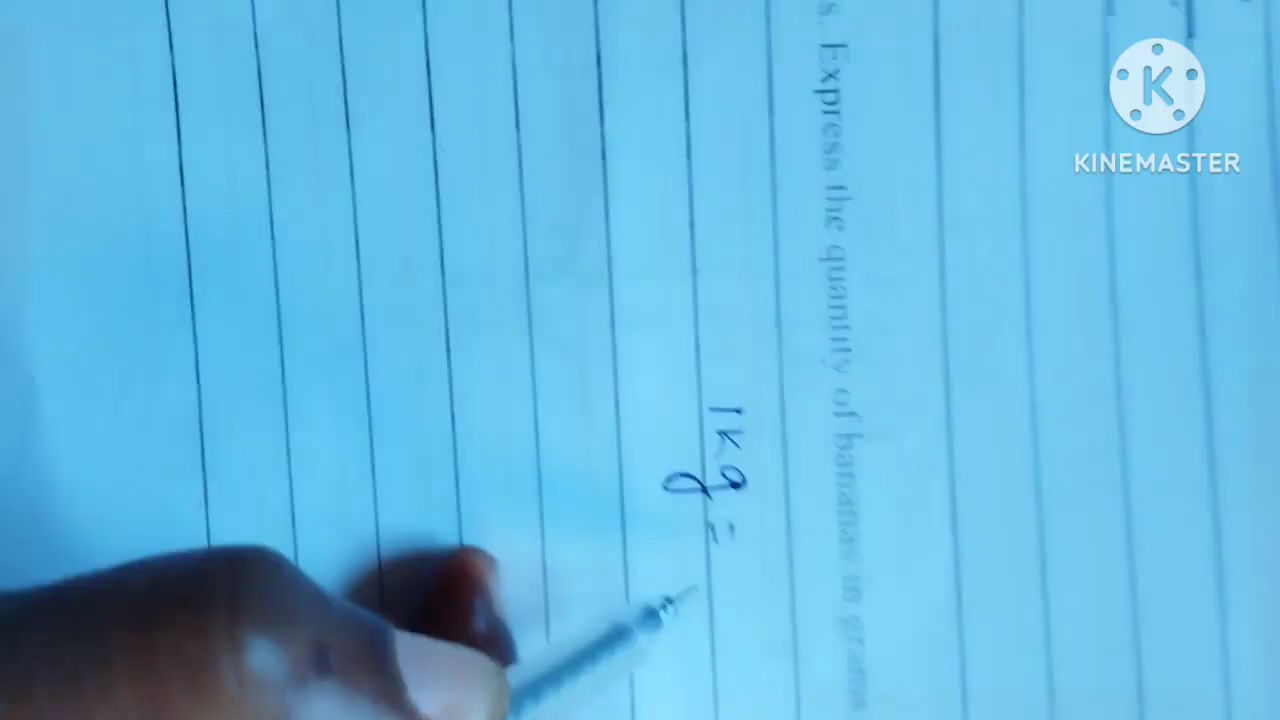 s. Express the quantity of bananas in grams
1kg =
KINEMASTER